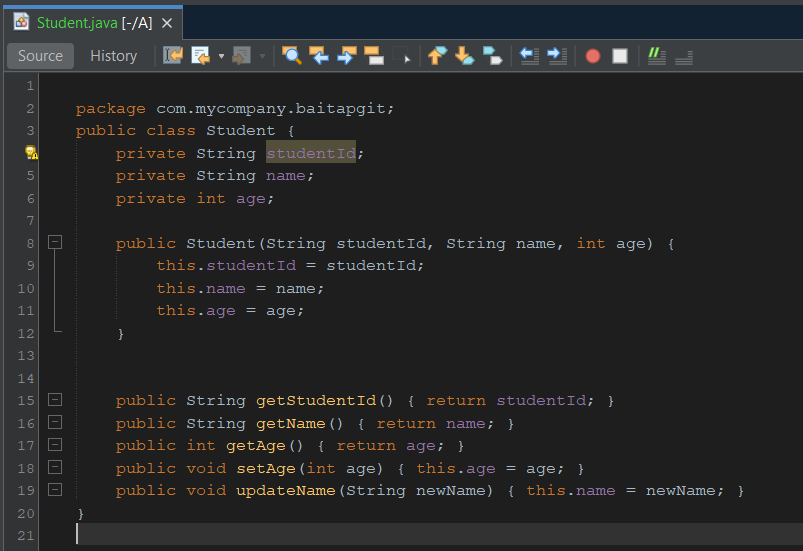 Student.java [-/A]
Source History
1
2 package com.mycompany.baitapgit;
3 public class Student {
private String studentId;
5 private String name;
6 private int age;
7
8 public Student(String studentId, String name, int age) {
9 this.studentId = studentId;
10 this.name = name;
11 this.age = age;
12 }
13
14
15 public String getStudentId() { return studentId; }
16 public String getName() { return name; }
17 public int getAge() { return age; }
18 public void setAge(int age) { this.age = age; }
19 public void updateName(String newName) { this.name = newName; }
20 }
21